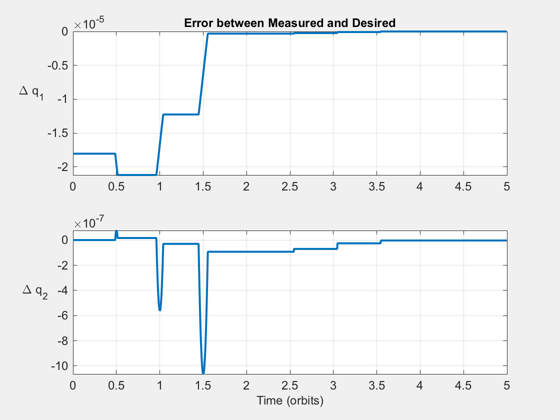 Error between Measured and Desired
×10⁻⁵
0
-0.5
-1
-1.5
-2
Δ q₁
0 0.5 1 1.5 2 2.5 3 3.5 4 4.5 5
×10⁻⁷
0
-2
-4
-6
-8
-10
Δ q₂
0 0.5 1 1.5 2 2.5 3 3.5 4 4.5 5
Time (orbits)